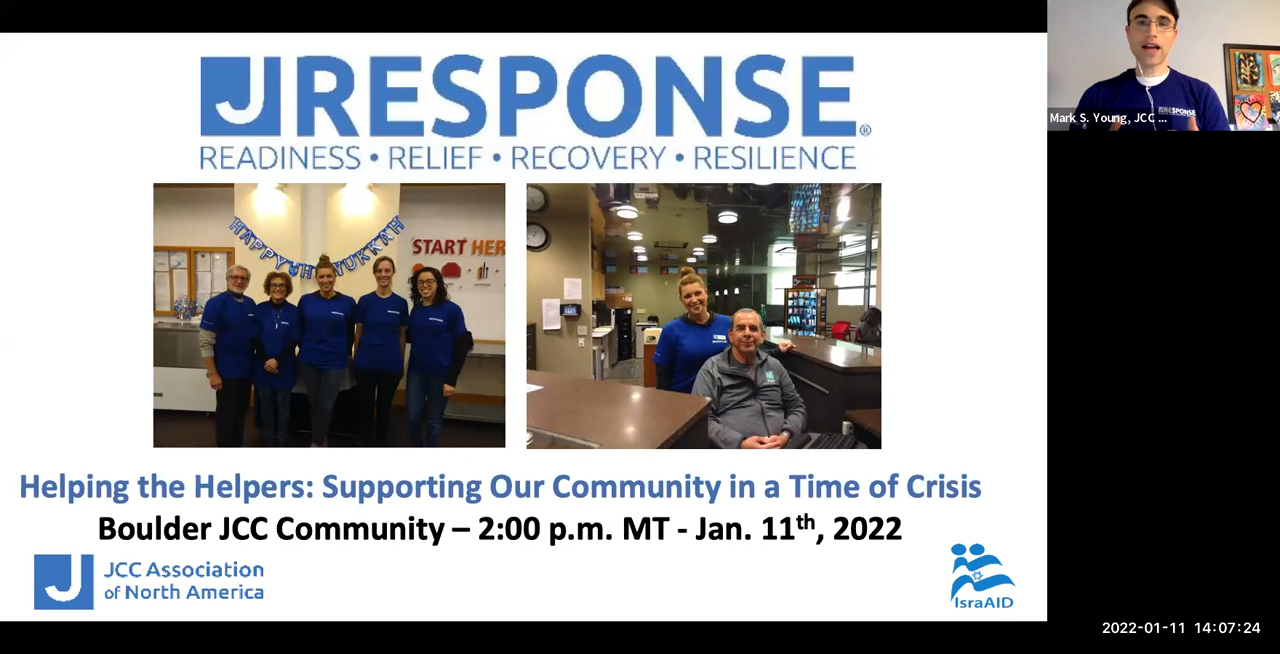 JRESPONSE®
READINESS • RELIEF • RECOVERY • RESILIENCE
HAPPY HANUKKAH
START HER
Helping the Helpers: Supporting Our Community in a Time of Crisis
Boulder JCC Community – 2:00 p.m. MT - Jan. 11th, 2022
J
JCC Association
of North America
IsraAID
Mark S. Young, JCC ...
JRESPONSE
2022-01-11 14:07:24